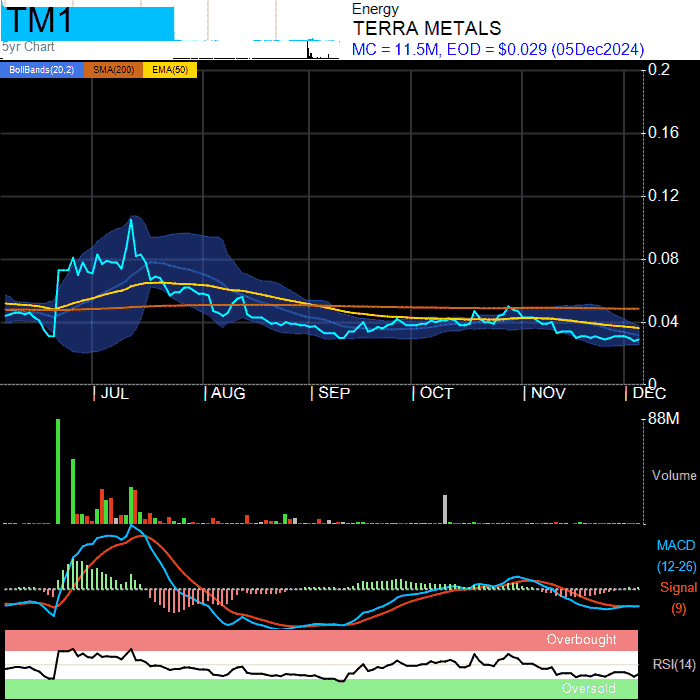 TM1
5yr Chart
Energy
TERRA METALS
MC = 11.5M, EOD = $0.029 (05Dec2024)
BollBands(20,2) SMA(200) EMA(50)
0.2
0.16
0.12
0.08
0.04
0
JUL AUG SEP OCT NOV DEC
88M
Volume
MACD
(12-26)
Signal
(9)
Overbought
RSI(14)
Oversold